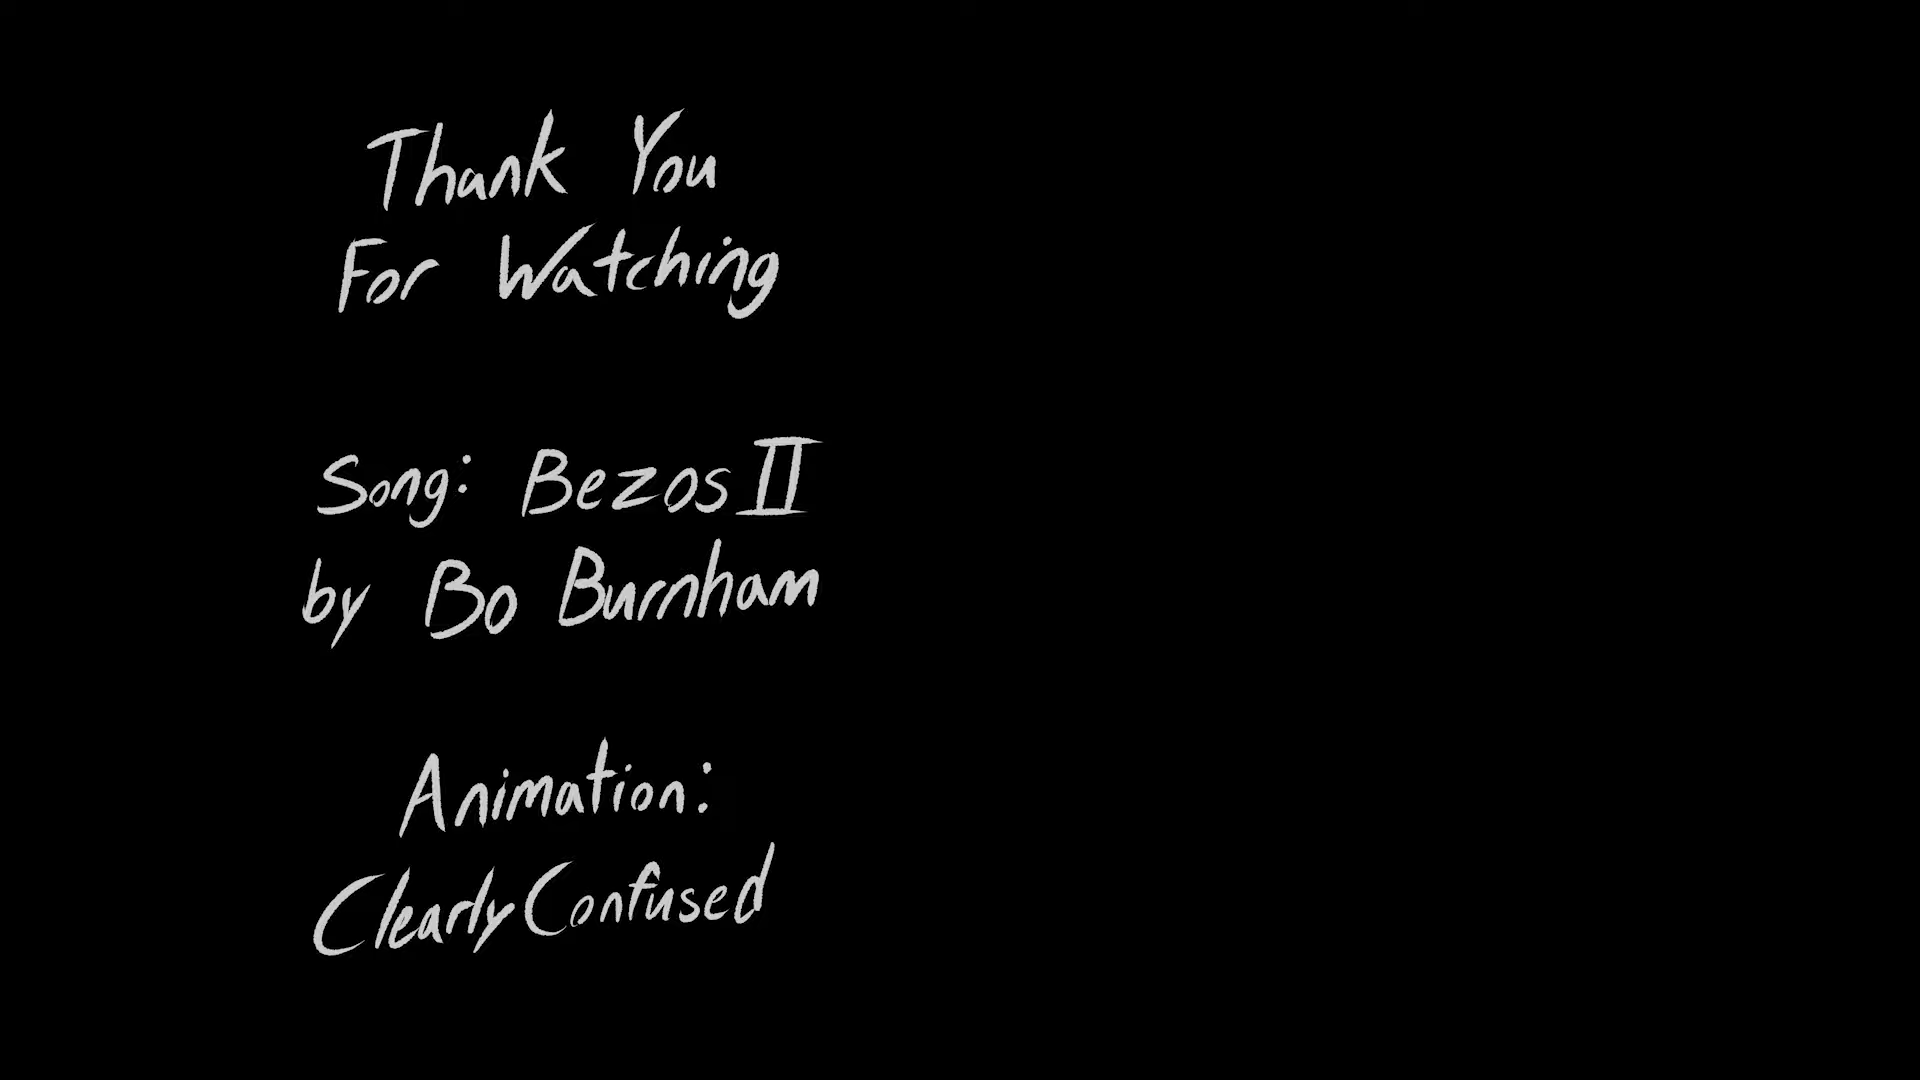 Thank You
For Watching
Song: Bezos II
by Bo Burnham
Animation:
ClearlyConfused